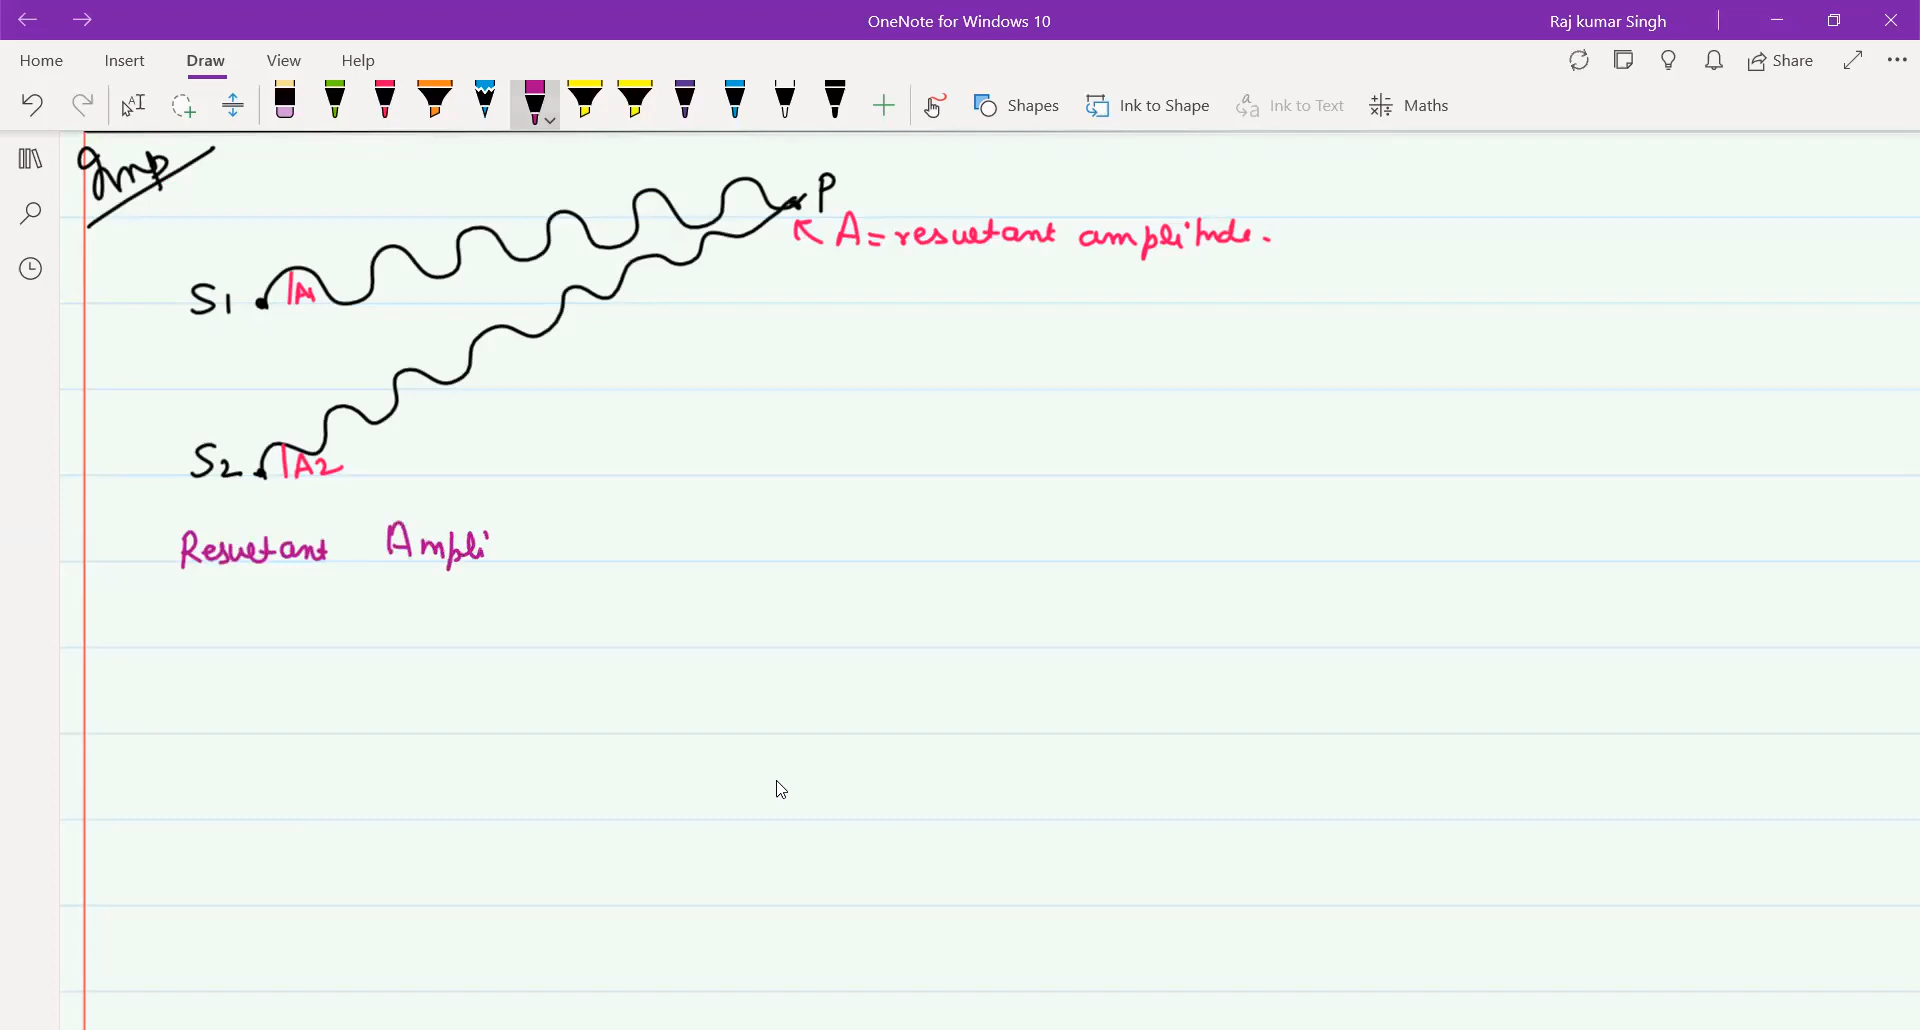 OneNote for Windows 10
Raj kumar Singh
Home Insert Draw View Help
Share
Shapes Ink to Shape Ink to Text Maths
Imp
P
A = resultant amplitude.
S1 A1
S2 A2
Resultant Ampli